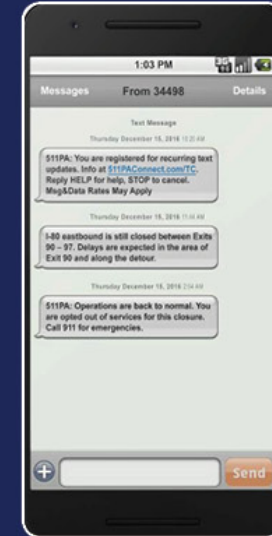 1:03 PM
3G
Messages From 34498 Details
Text Message
Thursday December 15, 2016
511PA: You are registered for recurring text
updates. Info at 511PAConnect.com/TC.
Reply HELP for help, STOP to cancel.
Msg&Data Rates May Apply
Thursday December 15, 2016
I-80 eastbound is still closed between Exits
90 – 97. Delays are expected in the area of
Exit 90 and along the detour.
Thursday December 15, 2016
511PA: Operations are back to normal. You
are opted out of services for this closure.
Call 911 for emergencies.
Send